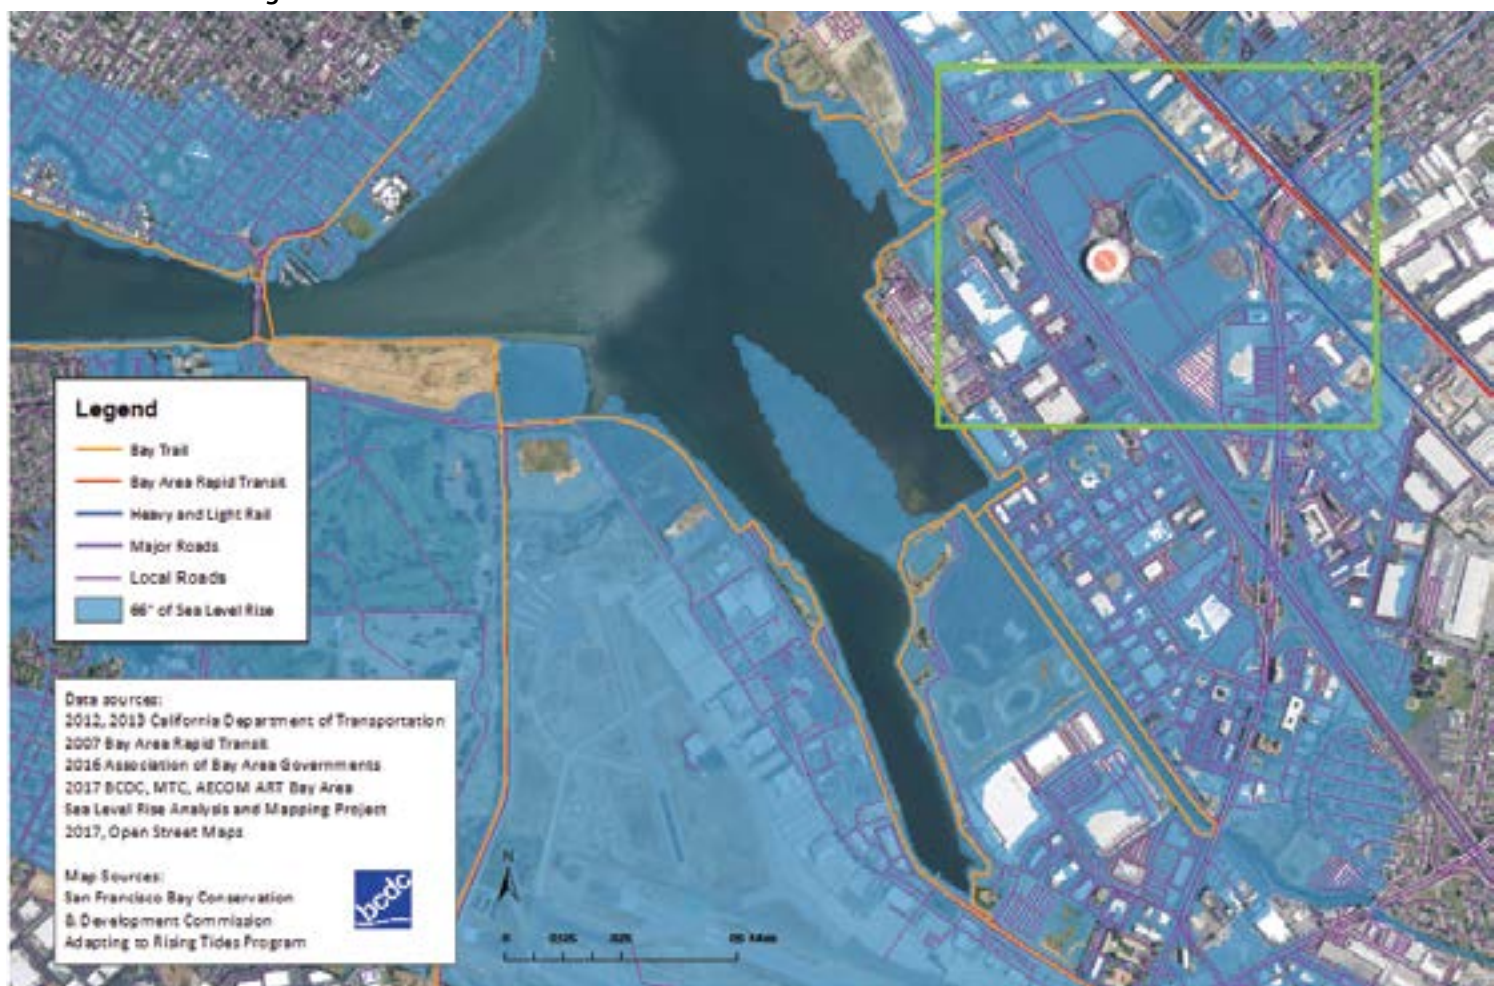 Legend
Bay Trail
Bay Area Rapid Transit
Heavy and Light Rail
Major Roads
Local Roads
66" of Sea Level Rise
Data sources:
2012, 2013 California Department of Transportation
2007 Bay Area Rapid Transit
2016 Association of Bay Area Governments
2017 BCDC, MTC, AECOM ART Bay Area
Sea Level Rise Analysis and Mapping Project
2017, Open Street Maps
Map Sources:
San Francisco Bay Conservation
& Development Commission
Adapting to Rising Tides Program
bcdc
N
0